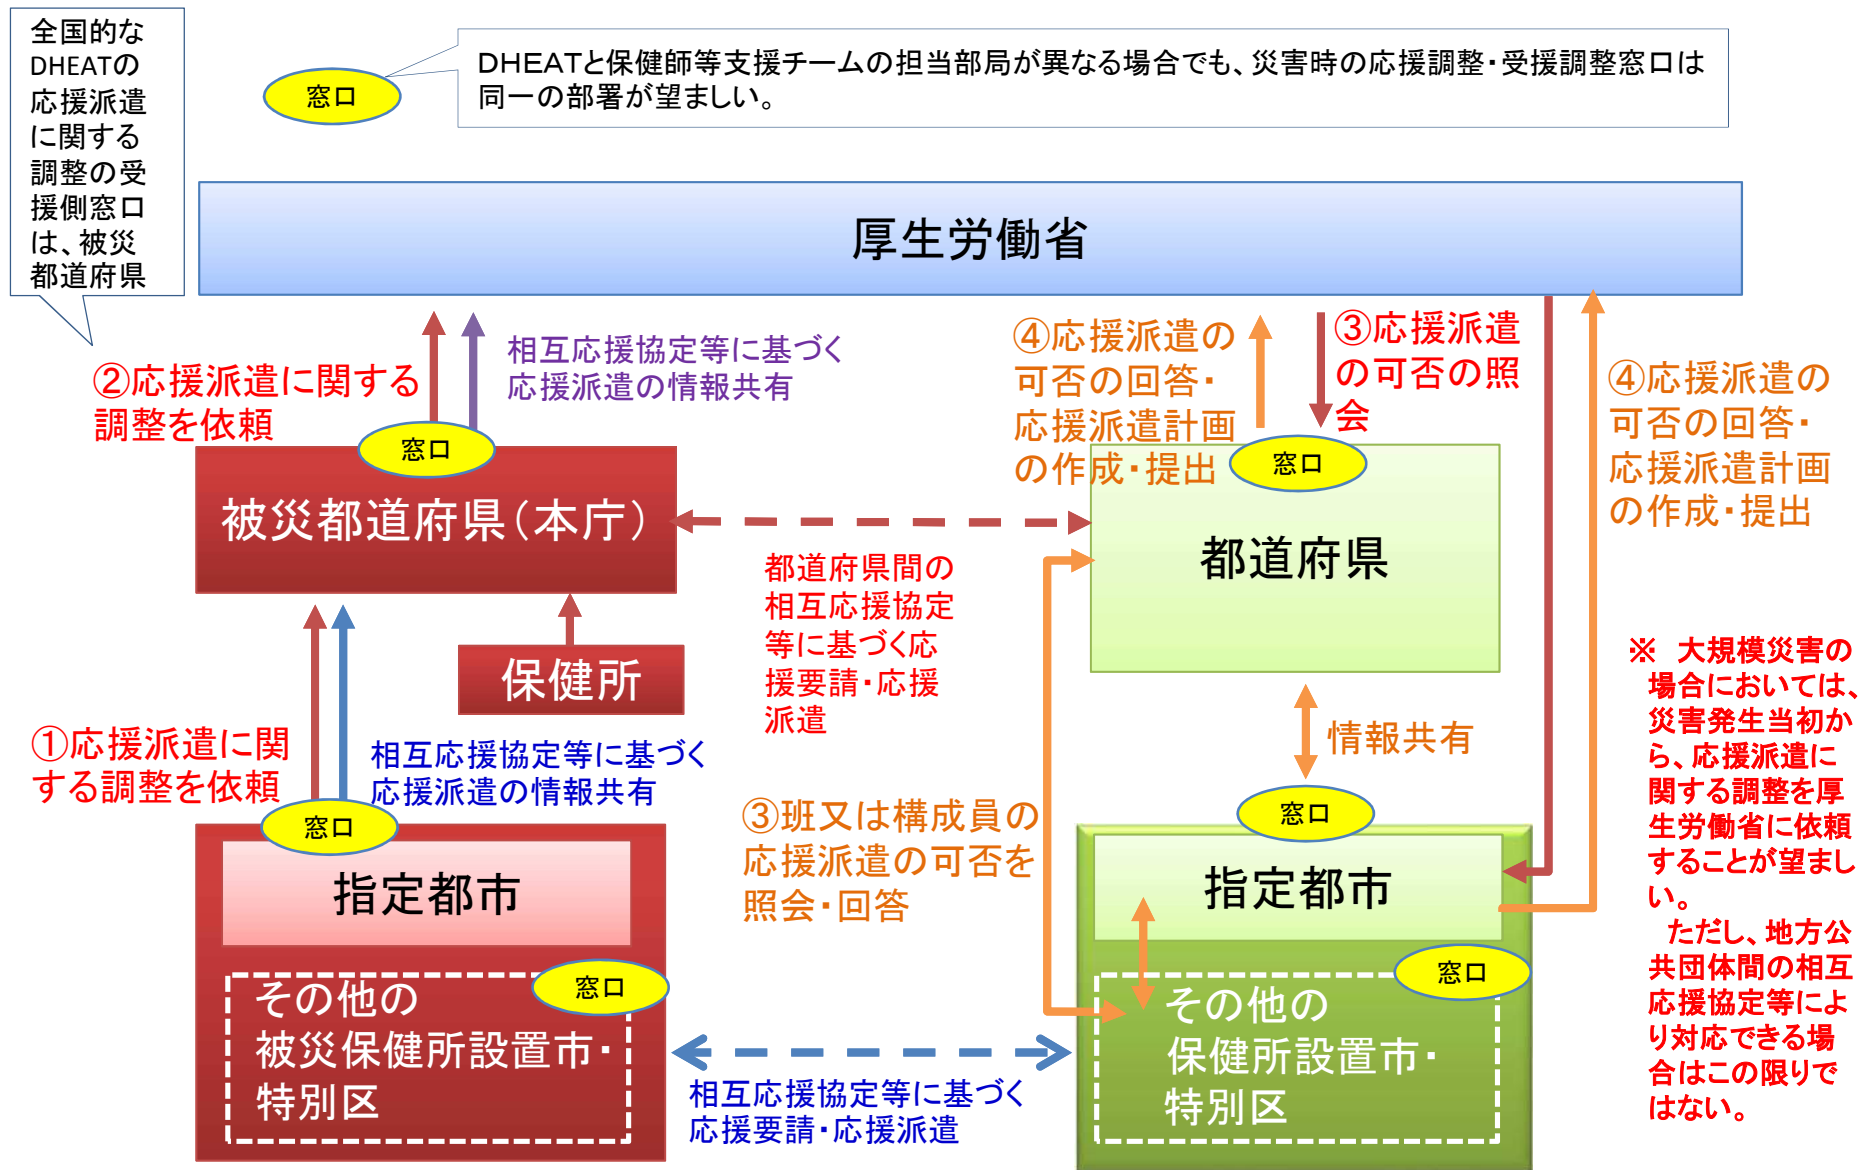 全国的な
DHEATの
応援派遣
に関する
調整の受
援側窓口
は、被災
都道府県
窓口
DHEATと保健師等支援チームの担当部局が異なる場合でも、災害時の応援調整・受援調整窓口は
同一の部署が望ましい。
厚生労働省
②応援派遣に関する
調整を依頼
相互応援協定等に基づく
応援派遣の情報共有
④応援派遣の
可否の回答・
応援派遣計画
の作成・提出
③応援派遣
の可否の照
会
④応援派遣の
可否の回答・
応援派遣計画
の作成・提出
窓口
被災都道府県（本庁）
窓口
都道府県
都道府県間の
相互応援協定
等に基づく応
援要請・応援
派遣
保健所
①応援派遣に関
する調整を依頼
相互応援協定等に基づく
応援派遣の情報共有
情報共有
③班又は構成員の
応援派遣の可否を
照会・回答
窓口
指定都市
窓口
その他の
被災保健所設置市・
特別区
相互応援協定等に基づく
応援要請・応援派遣
窓口
指定都市
窓口
その他の
保健所設置市・
特別区
※　大規模災害の
場合においては、
災害発生当初か
ら、応援派遣に
関する調整を厚
生労働省に依頼
することが望まし
い。
ただし、地方公
共団体間の相互
応援協定等によ
り対応できる場
合はこの限りで
はない。